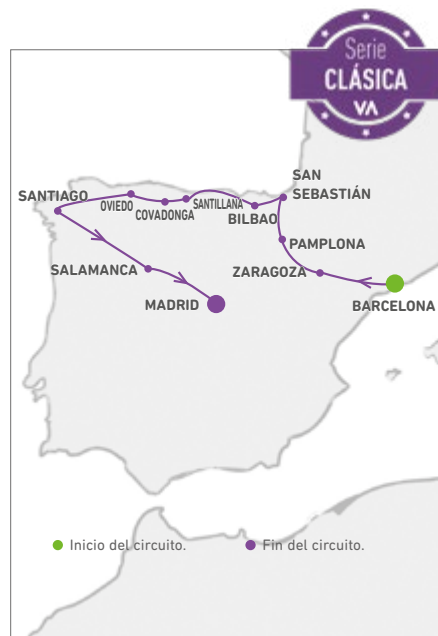 Serie
CLÁSICA
VA
SAN
SEBASTIÁN
SANTIAGO
OVIEDO
COVADONGA
SANTILLANA
BILBAO
PAMPLONA
SALAMANCA
ZARAGOZA
MADRID
BARCELONA
Inicio del circuito.
Fin del circuito.